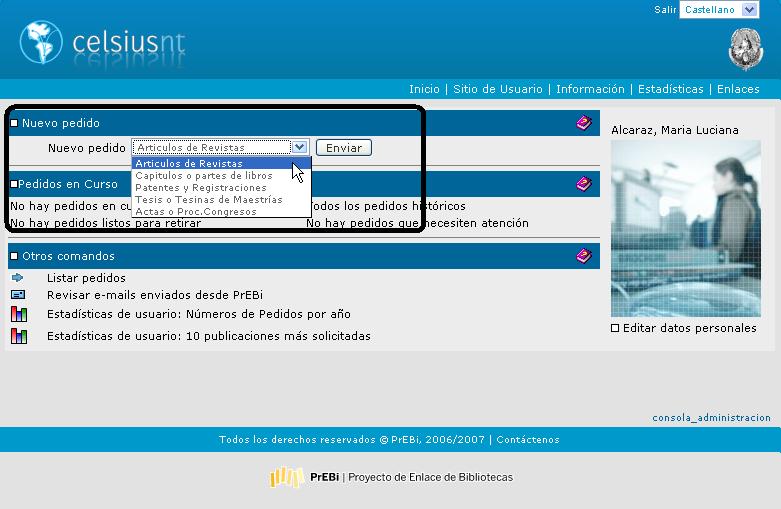 Salir Castellano
celsiusnt
Inicio | Sitio de Usuario | Información | Estadísticas | Enlaces
Nuevo pedido
Nuevo pedido Articulos de Revistas Enviar
Articulos de Revistas
Capitulos o partes de libros
Patentes y Registraciones
Tesis o Tesinas de Maestrías
Actas o Proc.Congresos
Pedidos en Curso
No hay pedidos en cu
Todos los pedidos históricos
No hay pedidos listos para retirar
No hay pedidos que necesiten atención
Otros comandos
Listar pedidos
Revisar e-mails enviados desde PrEBi
Estadísticas de usuario: Números de Pedidos por año
Estadísticas de usuario: 10 publicaciones más solicitadas
Alcaraz, Maria Luciana
Editar datos personales
consola_administracion
Todos los derechos reservados @ PrEBi, 2006/2007 | Contáctenos
PrEBi | Proyecto de Enlace de Bibliotecas